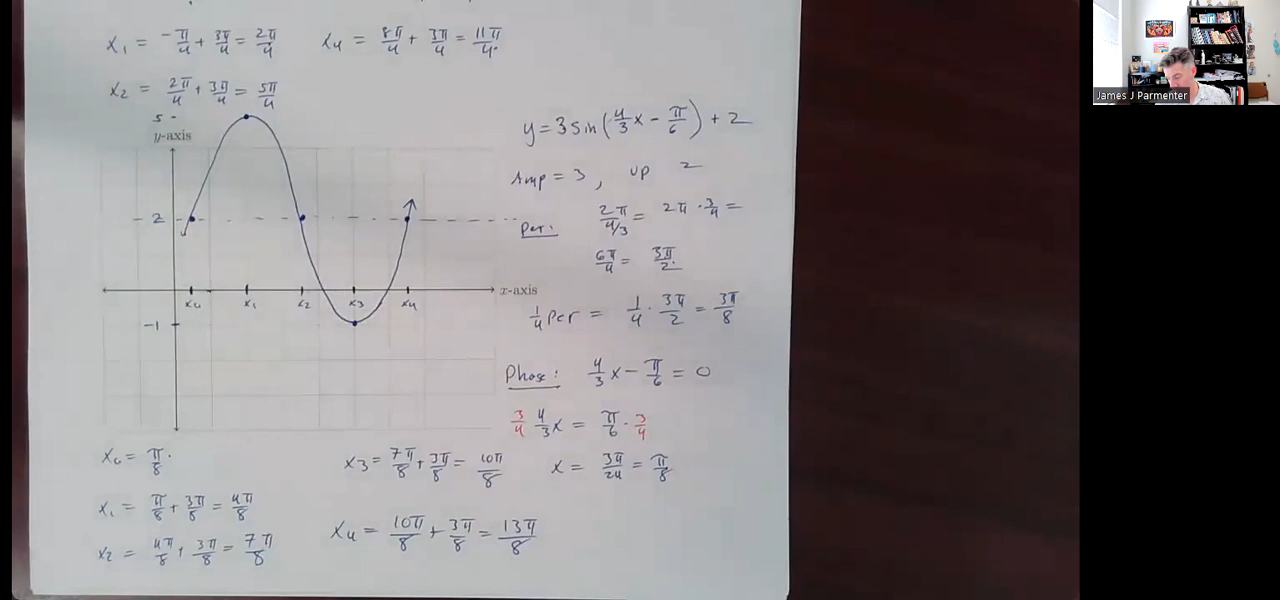 x₁ = -π/4 + 3π/4 = 2π/4
x₄ = 8π/4 + 3π/4 = 11π/4
x₂ = 2π/4 + 3π/4 = 5π/4
James J Parmenter
5
y-axis
2
x₀ x₁ x₂ x₃ x₄
x-axis
-1
y = 3 sin(4/3 x - π/6) + 2
Amp = 3, up 2
Per: 2π/4/3 = 2π · 3/4 =
6π/4 = 3π/2
1/4 Per = 1/4 · 3π/2 = 3π/8
Phase: 4/3 x - π/6 = 0
3/4 4/3 x = π/6 · 3/4
x = 3π/24 = π/8
x₀ = π/8
x₁ = π/8 + 3π/8 = 4π/8
x₂ = 4π/8 + 3π/8 = 7π/8
x₃ = 7π/8 + 3π/8 = 10π/8
x₄ = 10π/8 + 3π/8 = 13π/8